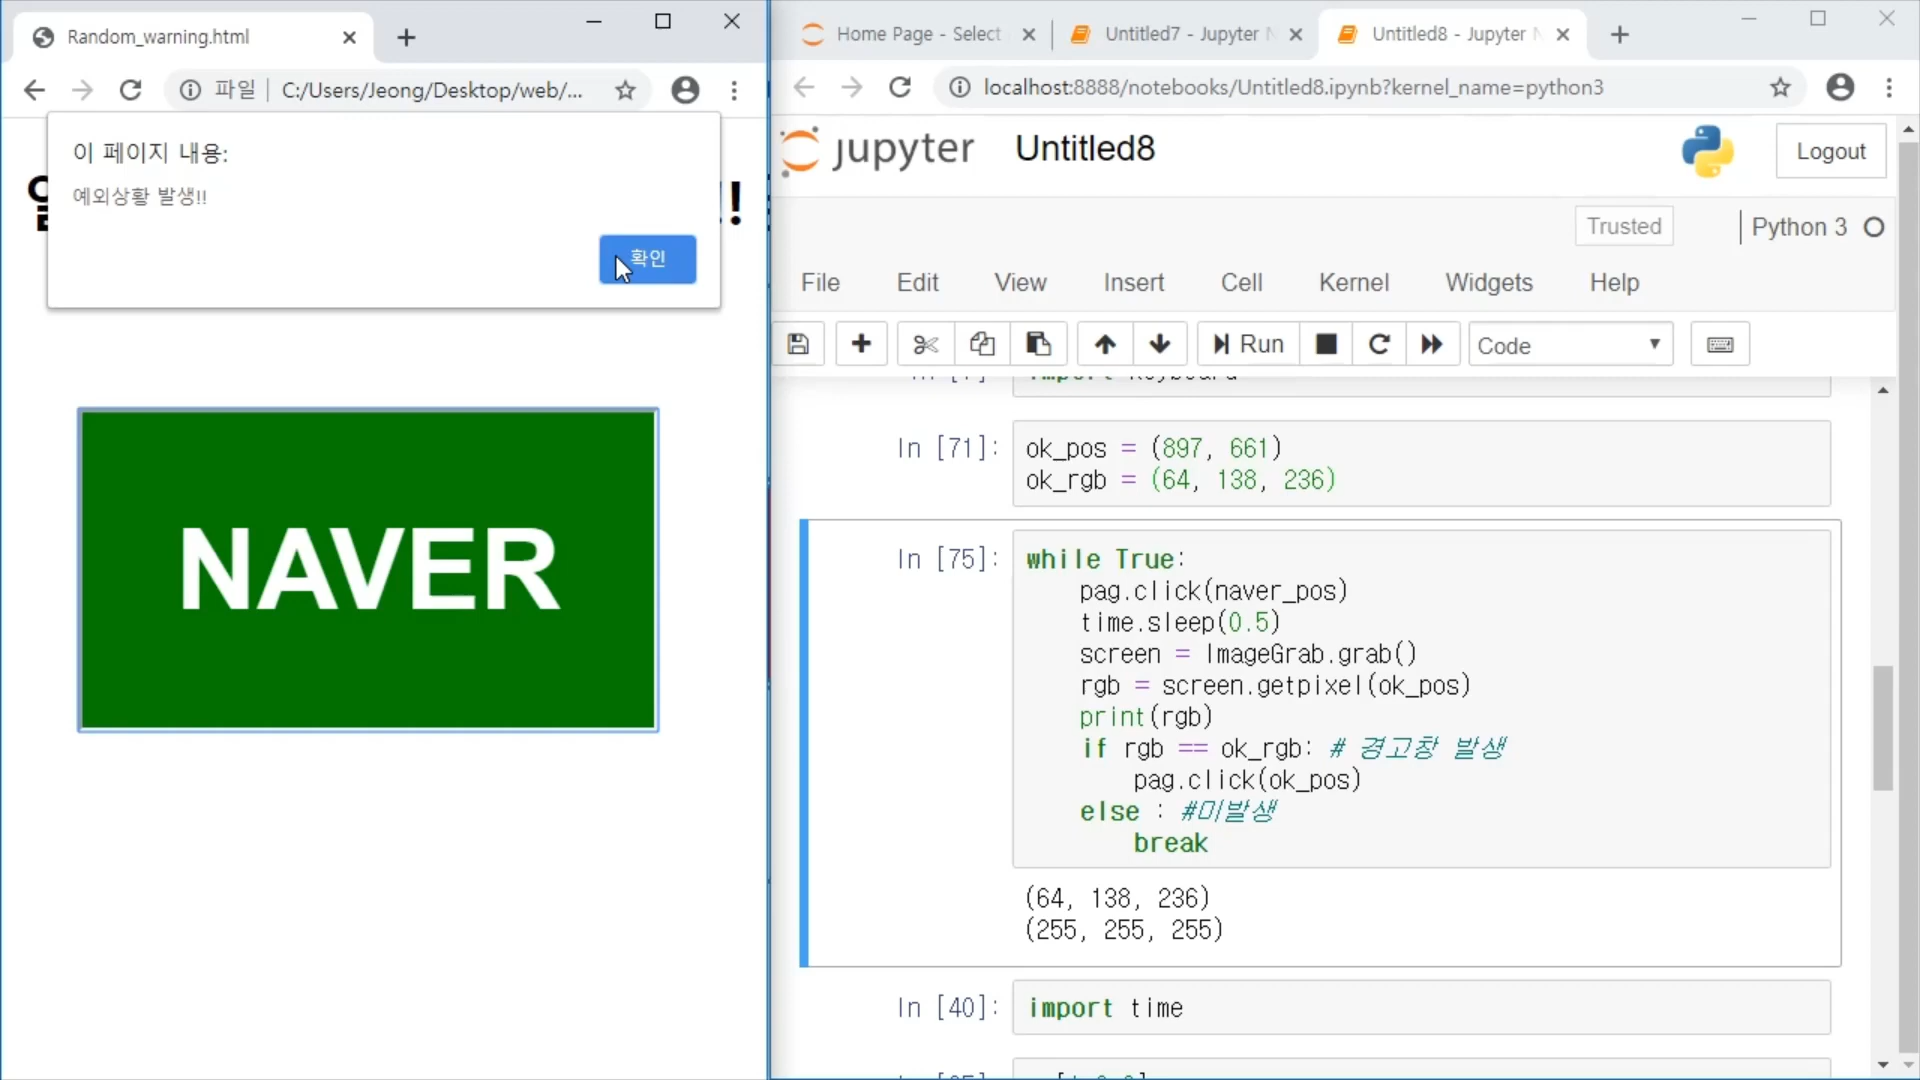 Random_warning.html
파일 C:/Users/Jeong/Desktop/web/...
이 페이지 내용:
예외상황 발생!!
확인
NAVER
Home Page - Select
Untitled7 - Jupyter N
Untitled8 - Jupyter N
localhost:8888/notebooks/Untitled8.ipynb?kernel_name=python3
jupyter Untitled8
Logout
Trusted
Python 3
File Edit View Insert Cell Kernel Widgets Help
Run
Code
In [71]:
ok_pos = (897, 661)
ok_rgb = (64, 138, 236)
In [75]:
while True:
pag.click(naver_pos)
time.sleep(0.5)
screen = ImageGrab.grab()
rgb = screen.getpixel(ok_pos)
print(rgb)
if rgb == ok_rgb: # 경고창 발생
pag.click(ok_pos)
else : #미발생
break
(64, 138, 236)
(255, 255, 255)
In [40]:
import time